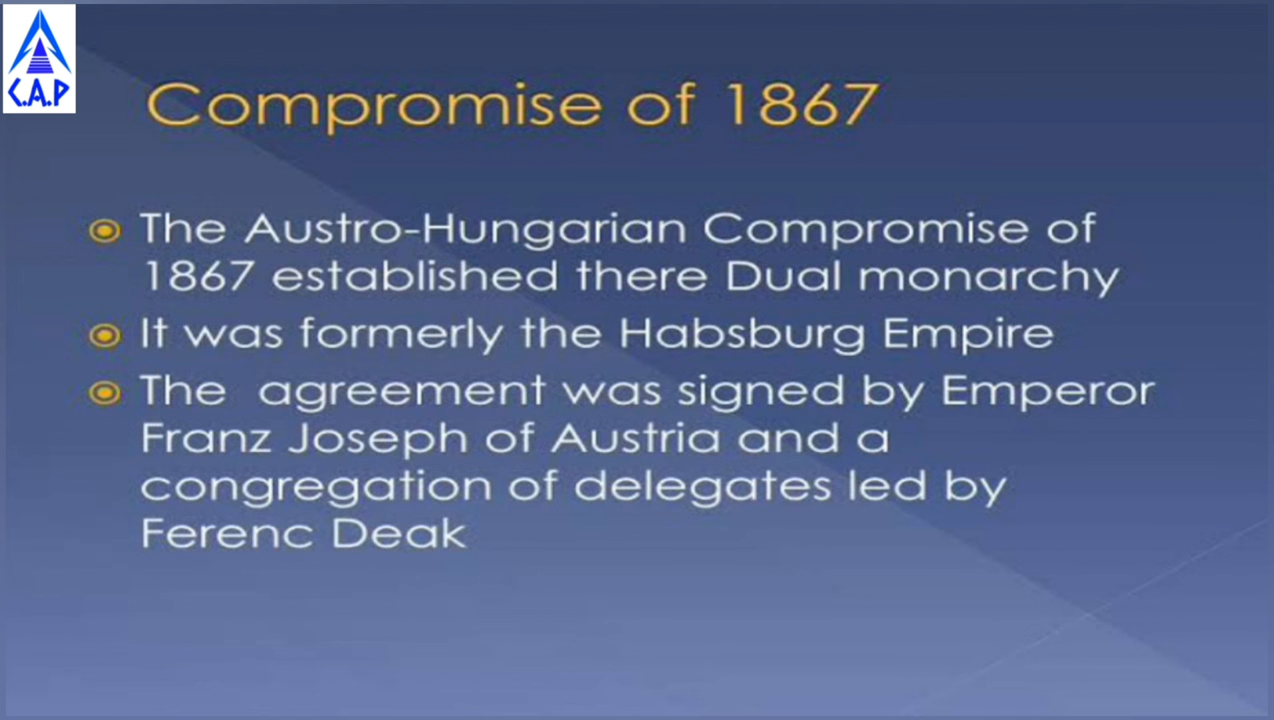 C.A.P
Compromise of 1867
The Austro-Hungarian Compromise of
1867 established there Dual monarchy
It was formerly the Habsburg Empire
The agreement was signed by Emperor
Franz Joseph of Austria and a
congregation of delegates led by
Ferenc Deak